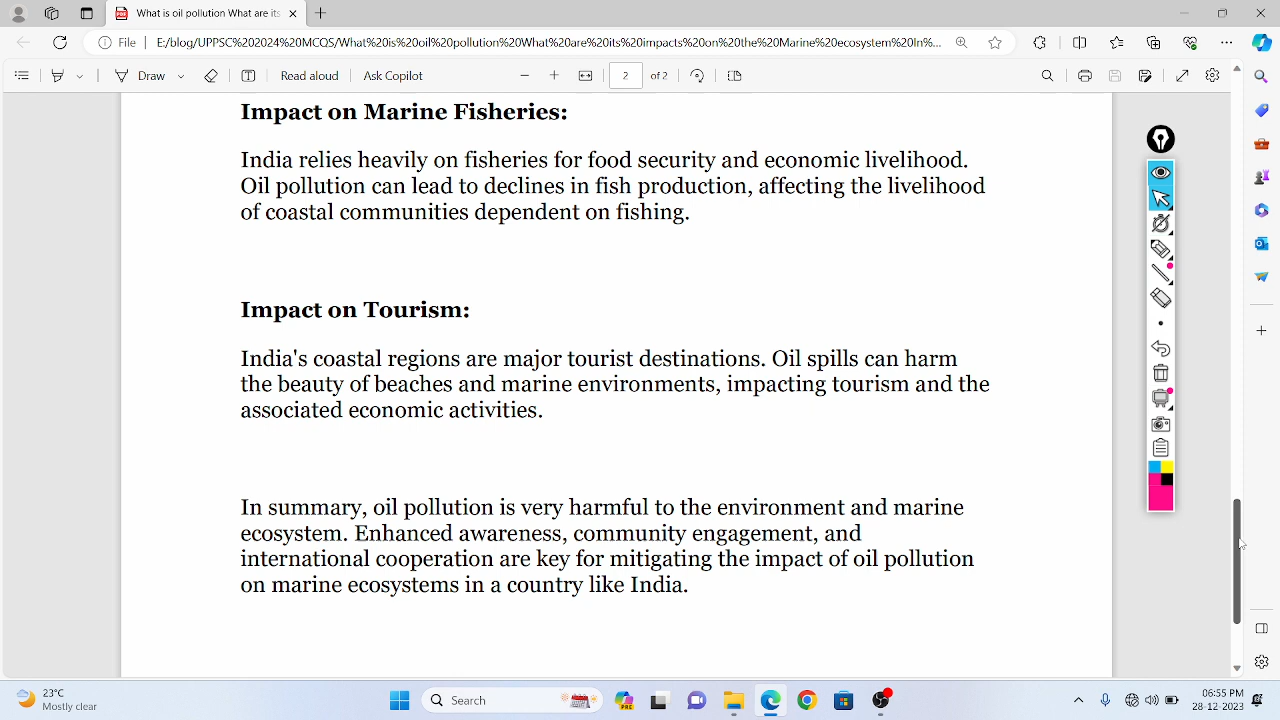 What is oil pollution What are its
File
E:/blog/UPPSC%202024%20MCQS/What%20is%20oil%20pollution%20What%20are%20its%20impacts%20on%20the%20Marine%20ecosystem%20In%...
Draw
Read aloud
Ask Copilot
2 of 2
Impact on Marine Fisheries:
India relies heavily on fisheries for food security and economic livelihood.
Oil pollution can lead to declines in fish production, affecting the livelihood
of coastal communities dependent on fishing.
Impact on Tourism:
India's coastal regions are major tourist destinations. Oil spills can harm
the beauty of beaches and marine environments, impacting tourism and the
associated economic activities.
In summary, oil pollution is very harmful to the environment and marine
ecosystem. Enhanced awareness, community engagement, and
international cooperation are key for mitigating the impact of oil pollution
on marine ecosystems in a country like India.
23°C
Mostly clear
Search
PRE
06:55 PM
28-12-2023